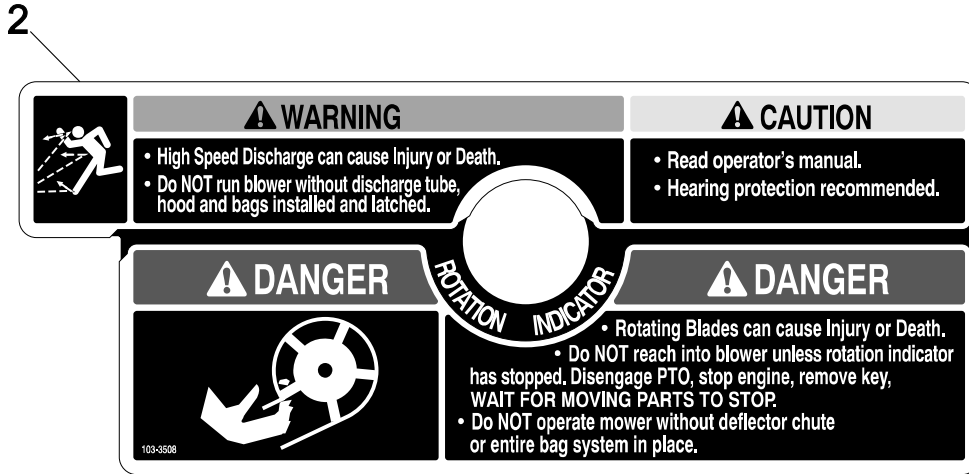 2
WARNING
• High Speed Discharge can cause Injury or Death.
• Do NOT run blower without discharge tube,
hood and bags installed and latched.
CAUTION
• Read operator's manual.
• Hearing protection recommended.
DANGER
103-3508
ROTATION INDICATOR
DANGER
• Rotating Blades can cause Injury or Death.
• Do NOT reach into blower unless rotation indicator
has stopped. Disengage PTO, stop engine, remove key,
WAIT FOR MOVING PARTS TO STOP.
• Do NOT operate mower without deflector chute
or entire bag system in place.